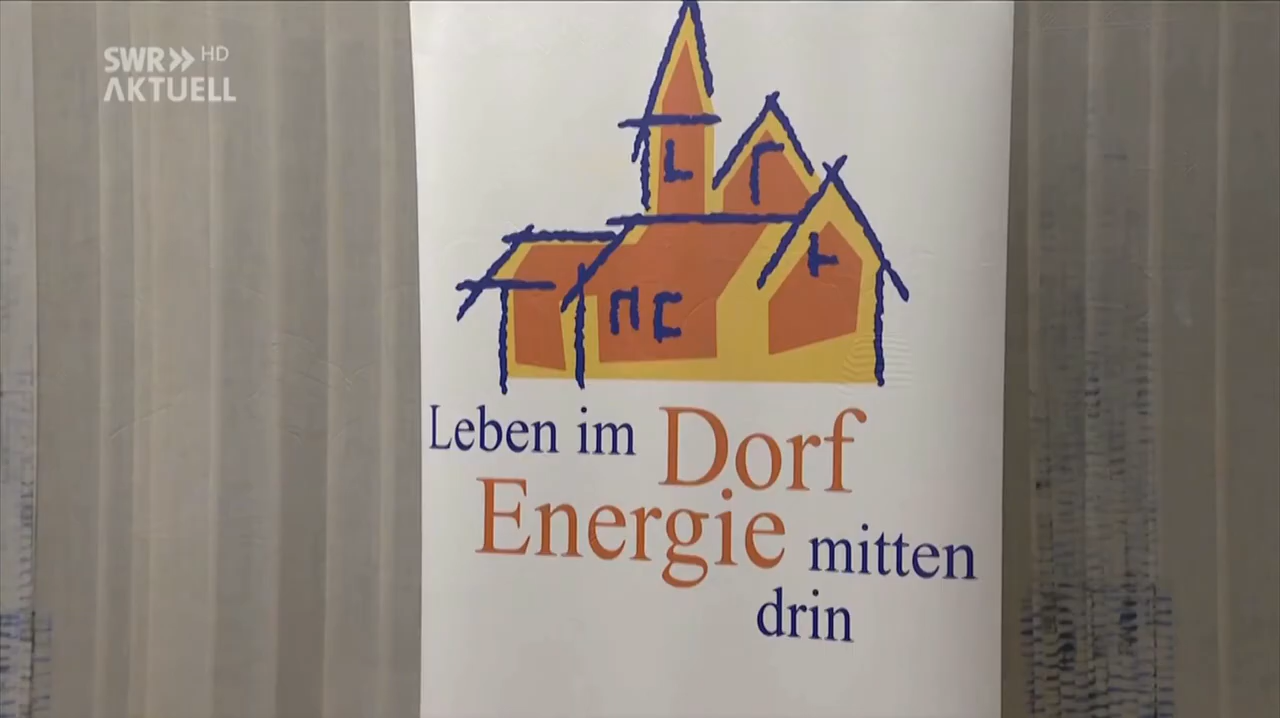 SWR» HD
AKTUELL
Leben im Dorf
Energie mitten
drin